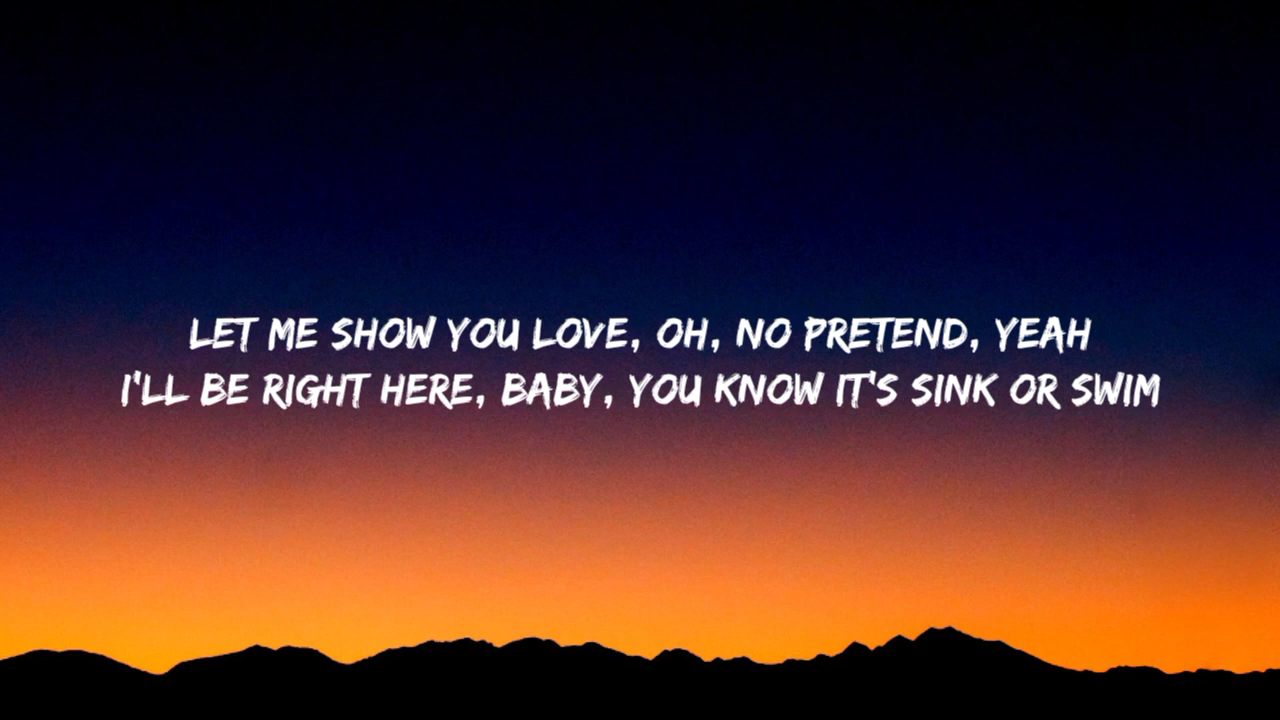 LET ME SHOW YOU LOVE, OH, NO PRETEND, YEAH
I'LL BE RIGHT HERE, BABY, YOU KNOW IT'S SINK OR SWIM